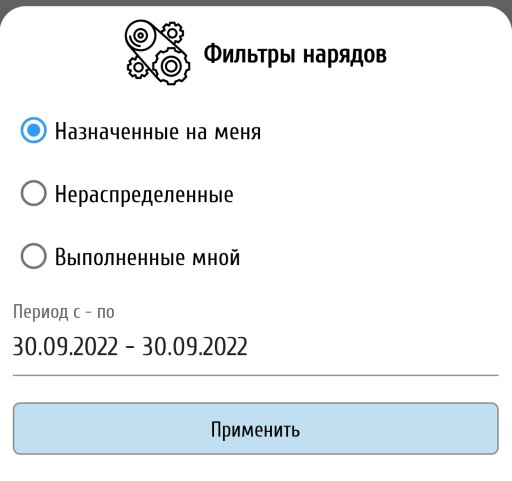 Фильтры нарядов
Назначенные на меня
Нераспределенные
Выполненные мной
Период с - по
30.09.2022 - 30.09.2022
Применить